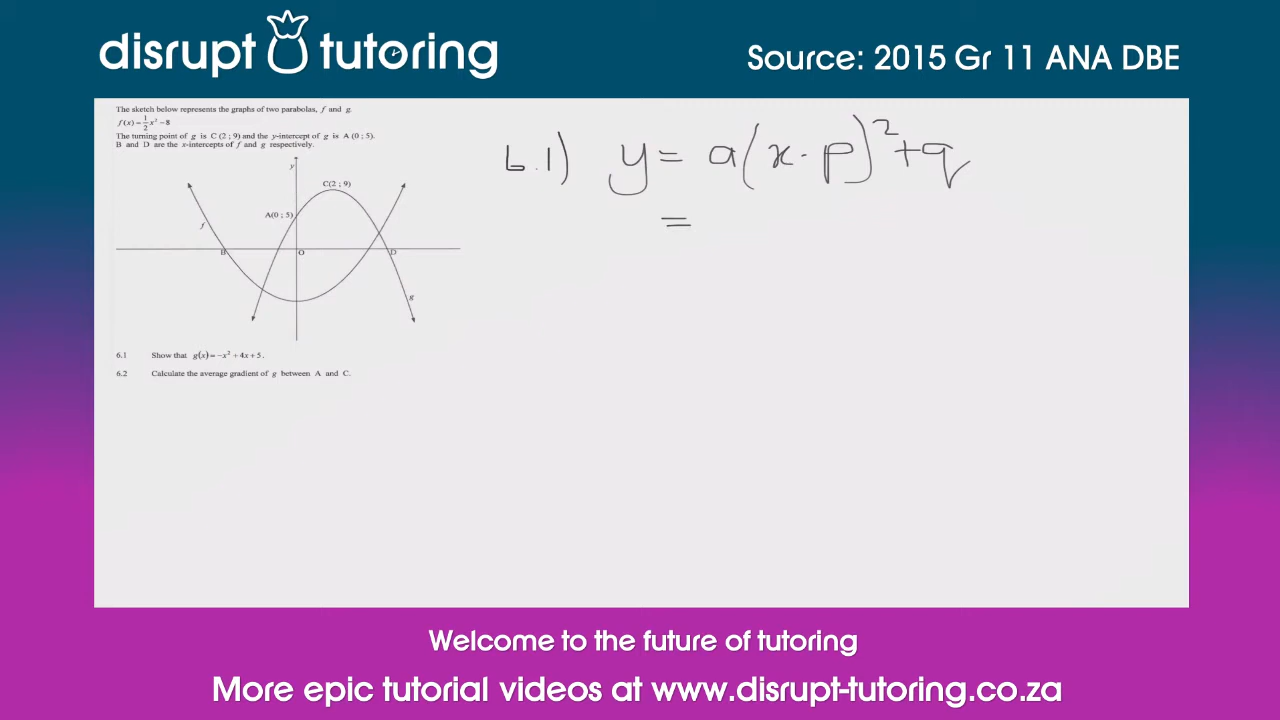 disrupt tutoring
Source: 2015 Gr 11 ANA DBE
The sketch below represents the graphs of two parabolas, f and g.
f(x) = 1/2 x² − 8
The turning point of g is C (2 ; 9) and the y-intercept of g is A (0 ; 5).
B and D are the x-intercepts of f and g respectively.
y
C(2 ; 9)
A(0 ; 5)
f
B
O
D
g
6.1 Show that g(x) = −x² + 4x + 5.
6.2 Calculate the average gradient of g between A and C.
6.1) y = a(x - p)² + q
=
Welcome to the future of tutoring
More epic tutorial videos at www.disrupt-tutoring.co.za